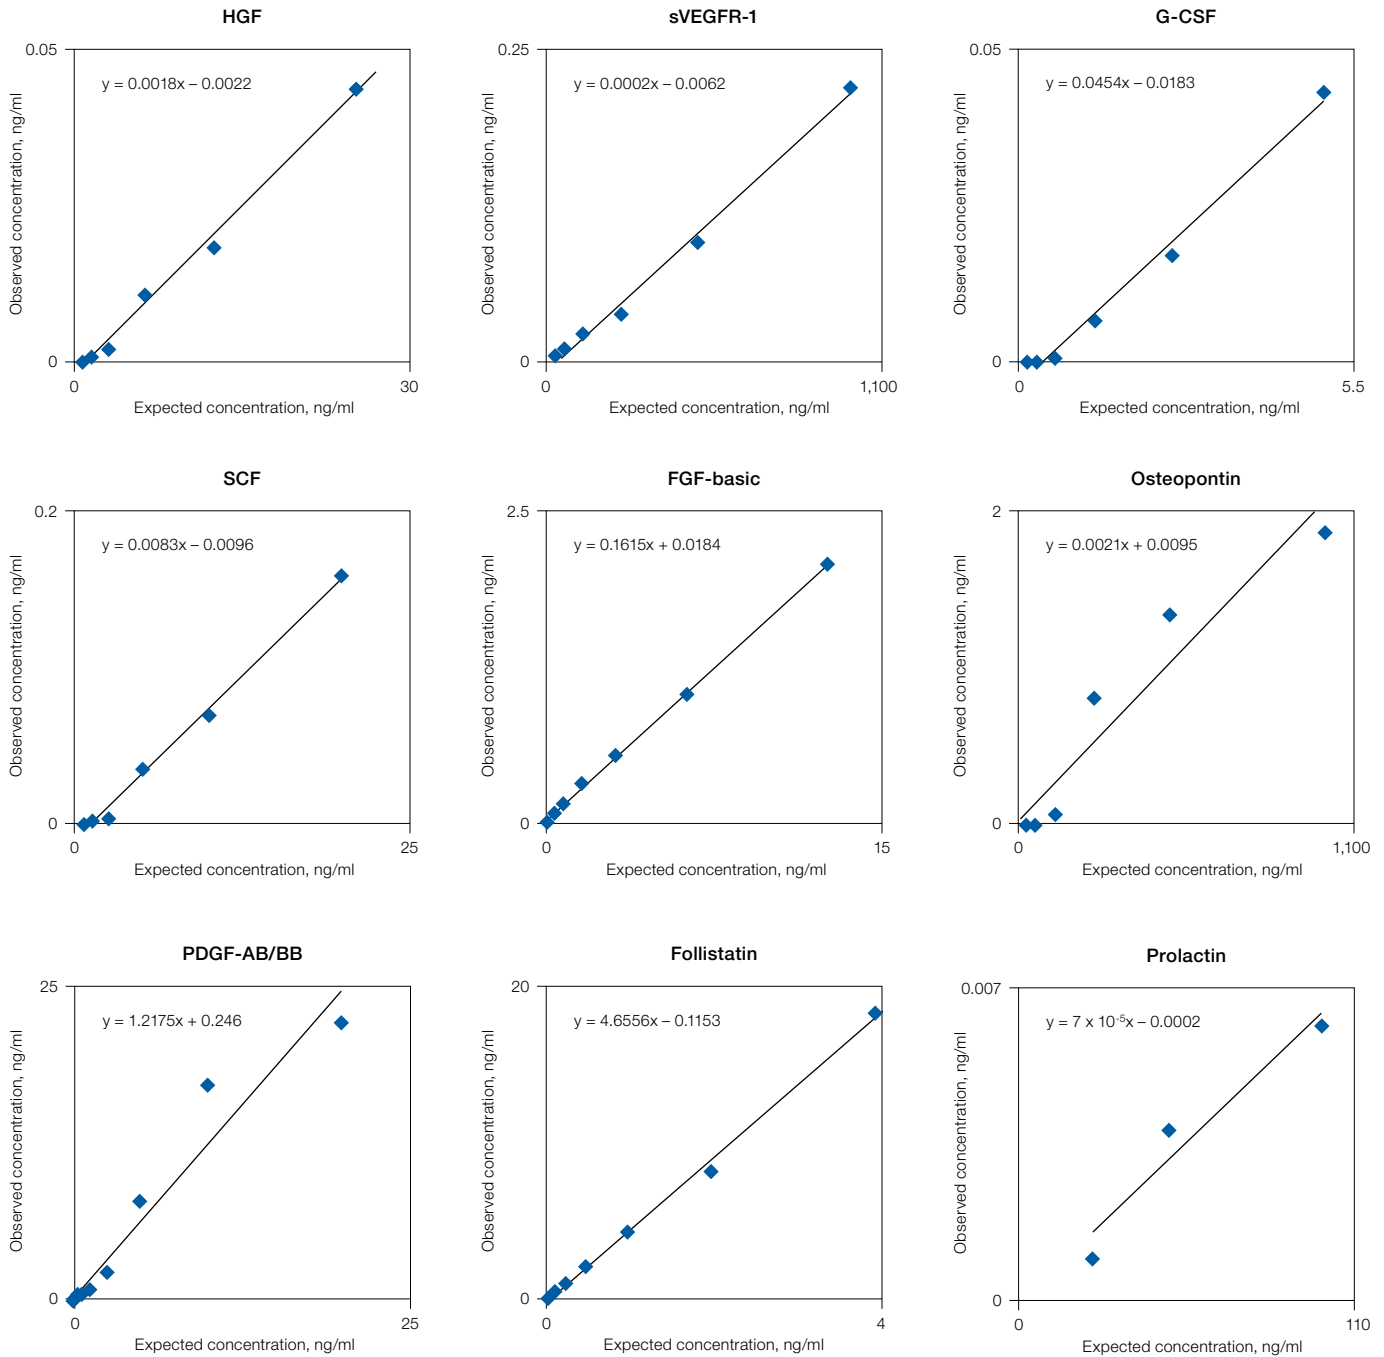 HGF
0.05
y = 0.0018x – 0.0022
Observed concentration, ng/ml
0
0
30
Expected concentration, ng/ml
sVEGFR-1
0.25
y = 0.0002x – 0.0062
Observed concentration, ng/ml
0
0
1,100
Expected concentration, ng/ml
G-CSF
0.05
y = 0.0454x – 0.0183
Observed concentration, ng/ml
0
0
5.5
Expected concentration, ng/ml
SCF
0.2
y = 0.0083x – 0.0096
Observed concentration, ng/ml
0
0
25
Expected concentration, ng/ml
FGF-basic
2.5
y = 0.1615x + 0.0184
Observed concentration, ng/ml
0
0
15
Expected concentration, ng/ml
Osteopontin
2
y = 0.0021x + 0.0095
Observed concentration, ng/ml
0
0
1,100
Expected concentration, ng/ml
PDGF-AB/BB
25
y = 1.2175x + 0.246
Observed concentration, ng/ml
0
0
25
Expected concentration, ng/ml
Follistatin
20
y = 4.6556x – 0.1153
Observed concentration, ng/ml
0
0
4
Expected concentration, ng/ml
Prolactin
0.007
y = 7 x 10⁻⁵x – 0.0002
Observed concentration, ng/ml
0
0
110
Expected concentration, ng/ml